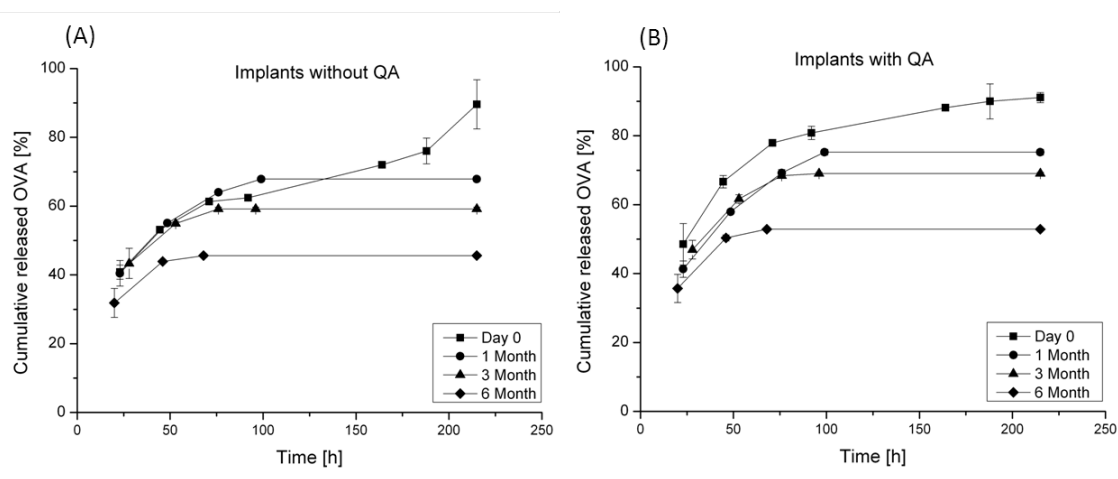 (A)
Implants without QA
Cumulative released OVA [%]
100
80
60
40
20
0
0 50 100 150 200 250
Time [h]
Day 0
1 Month
3 Month
6 Month
(B)
Implants with QA
Cumulative released OVA [%]
100
80
60
40
20
0
0 50 100 150 200 250
Time [h]
Day 0
1 Month
3 Month
6 Month